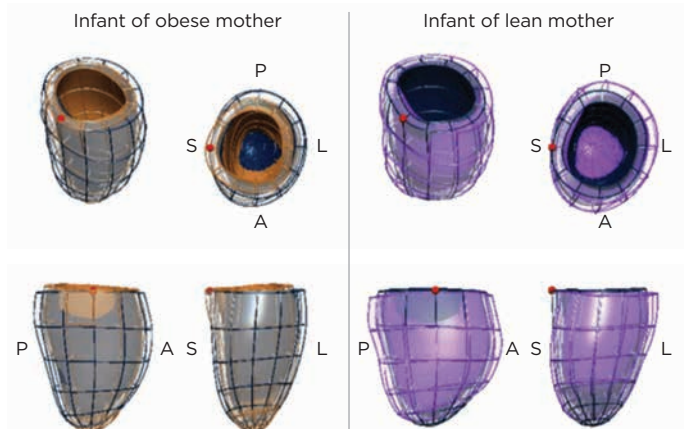 Infant of obese mother
Infant of lean mother
P
S L
A
P
S L
A
P A S L
P A S L